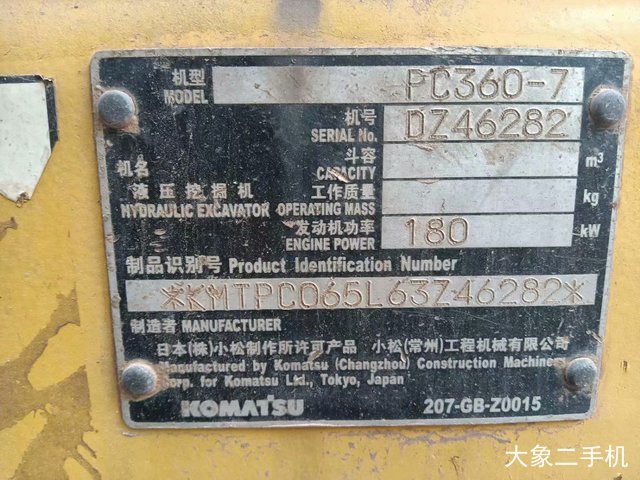 机型 PC360-7
MODEL
机号 DZ46282
SERIAL No.
斗容 m³
CAPACITY
机名
液压挖掘机 工作质量 kg
HYDRAULIC EXCAVATOR OPERATING MASS
发动机功率 180 kW
ENGINE POWER
制品识别号 Product Identification Number
*KMTPC065L63Z46282*
制造者 MANUFACTURER
日本(株)小松制作所许可产品 小松(常州)工程机械有限公司
Manufactured by Komatsu (Changzhou) Construction Machinery
Corp. for Komatsu Ltd., Tokyo, Japan
KOMATSU 207-GB-Z0015
大象二手机